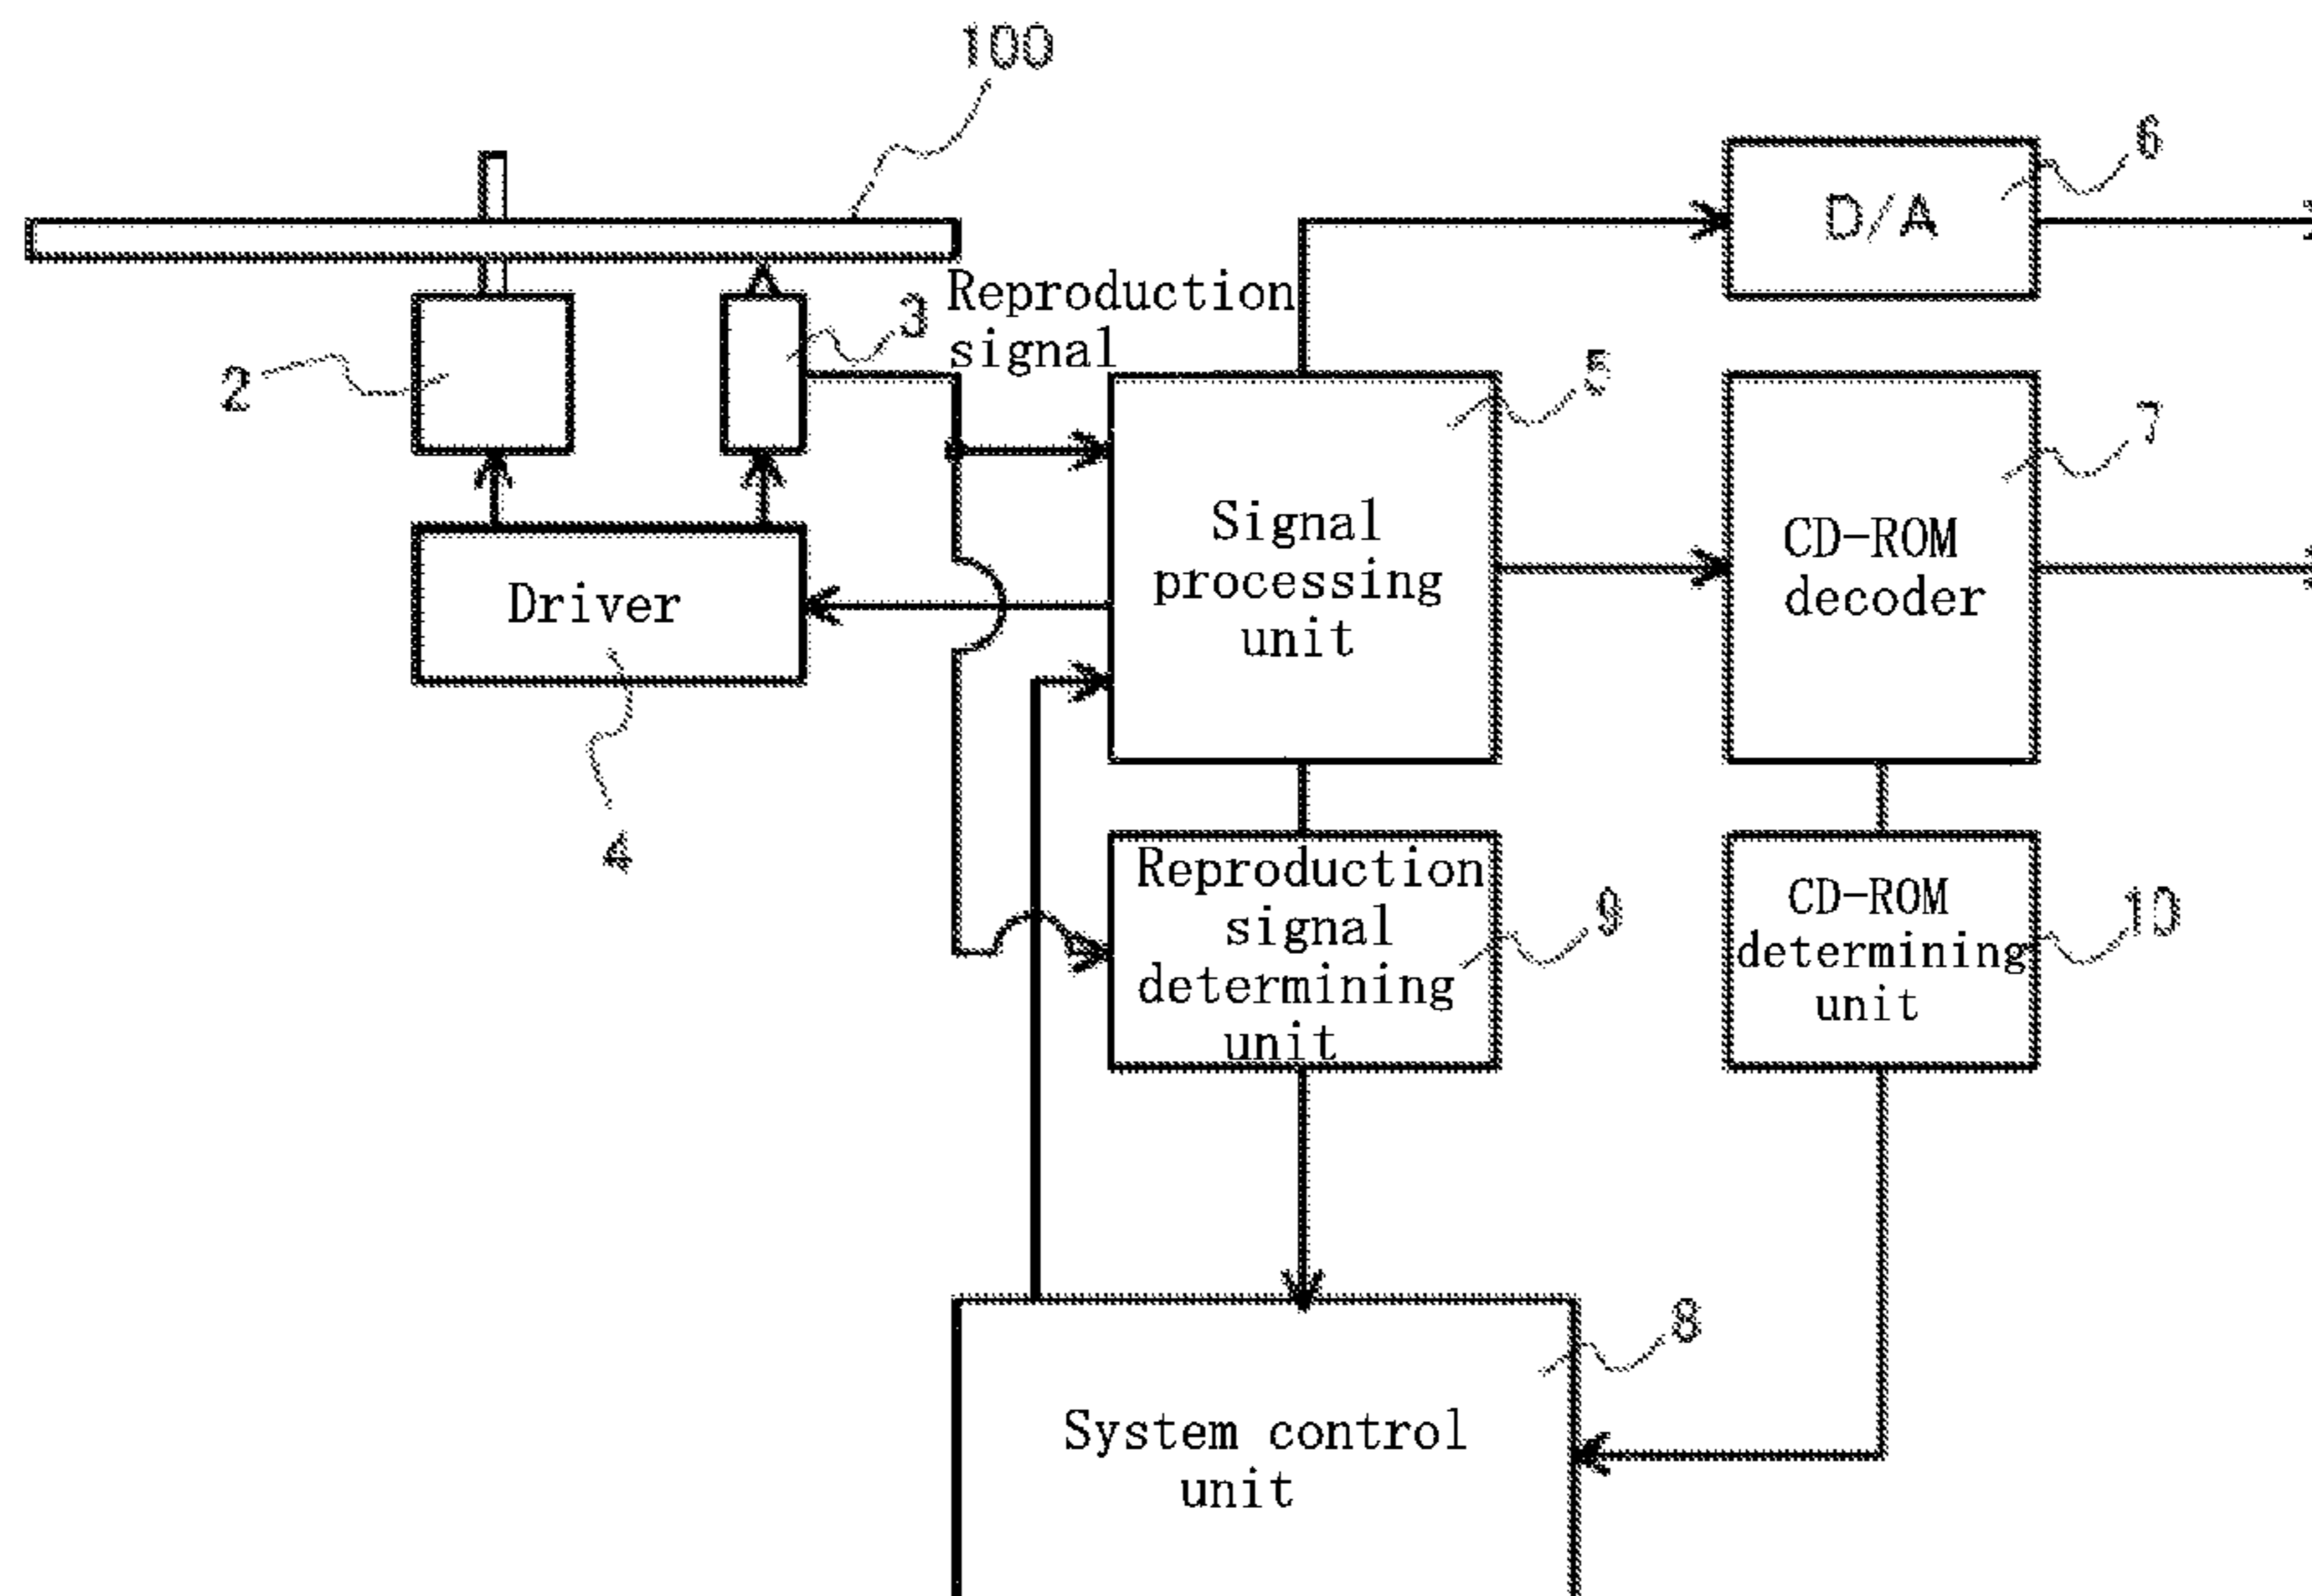 100
6
D/A
Reproduction
signal
3
2
5
7
Signal
processing
unit
CD-ROM
decoder
Driver
4
Reproduction
signal
determining
unit
9
CD-ROM
determining
unit
10
8
System control
unit